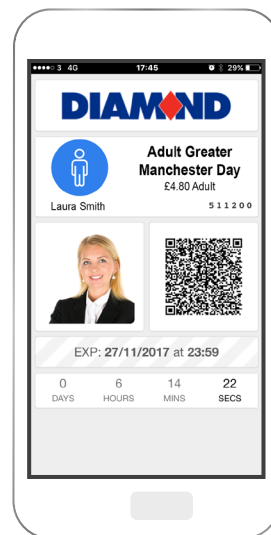 3 4G 17:45 29%
DIAMOND
Adult Greater
Manchester Day
£4.80 Adult
Laura Smith 511200
EXP: 27/11/2017 at 23:59
0 6 14 22
DAYS HOURS MINS SECS